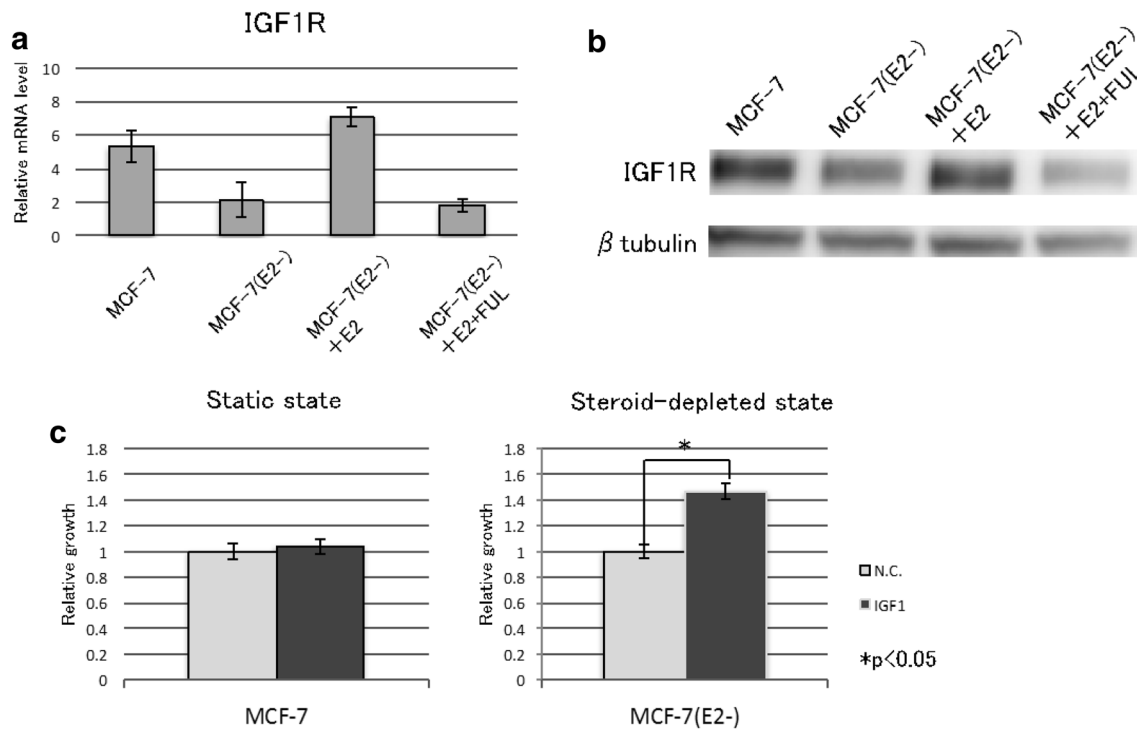 a
IGF1R
Relative mRNA level
10
8
6
4
2
0
MCF-7
MCF-7(E2-)
MCF-7(E2-)
+E2
MCF-7(E2-)
+E2+FUL
b
MCF-7
MCF-7(E2-)
MCF-7(E2-)
+E2
MCF-7(E2-)
+E2+FUL
IGF1R
β tubulin
c
Static state
Relative growth
1.8
1.6
1.4
1.2
1
0.8
0.6
0.4
0.2
0
MCF-7
Steroid-depleted state
Relative growth
1.8
1.6
1.4
1.2
1
0.8
0.6
0.4
0.2
0
*
MCF-7(E2-)
N.C.
IGF1
*p<0.05